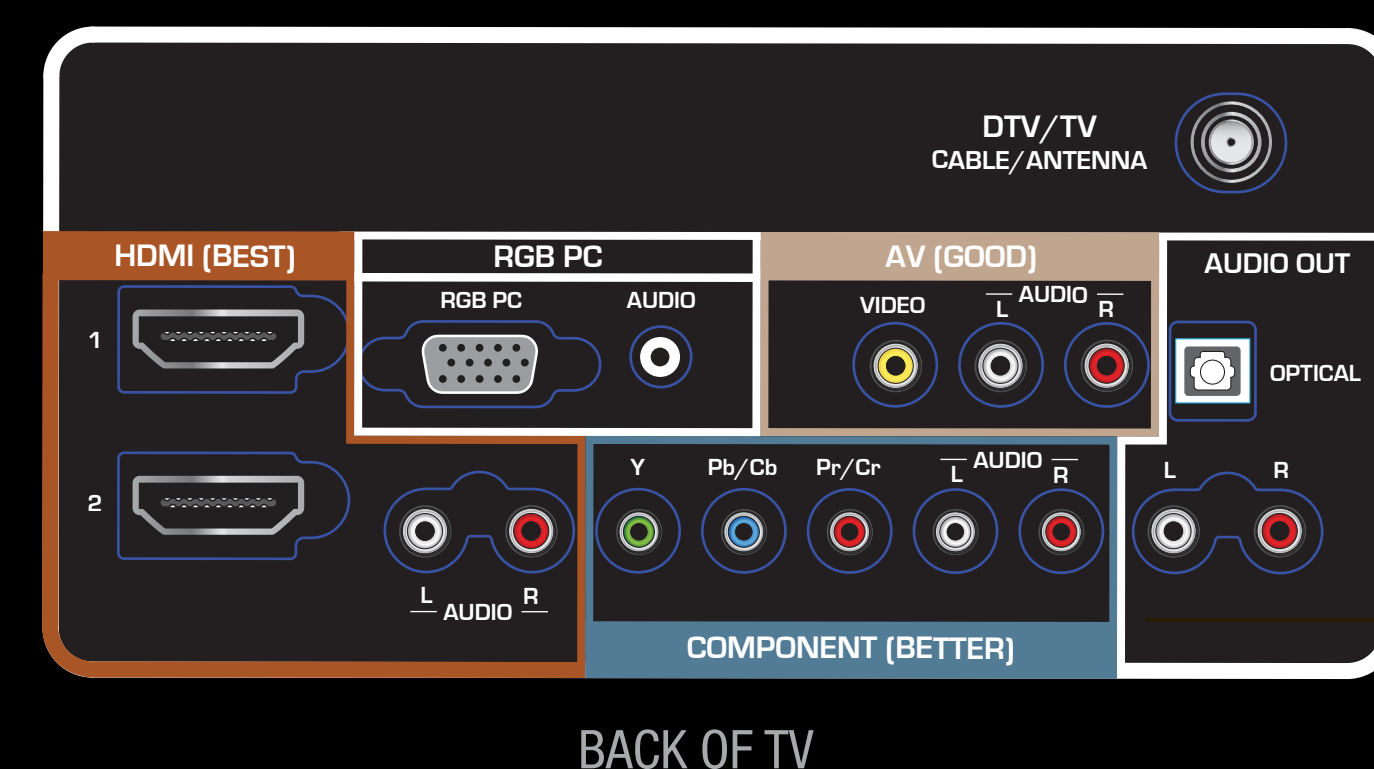 DTV/TV
CABLE/ANTENNA
HDMI (BEST)
1
2
L R
AUDIO
RGB PC
RGB PC
AUDIO
AV (GOOD)
VIDEO
AUDIO
L R
AUDIO OUT
OPTICAL
L R
Y
Pb/Cb
Pr/Cr
AUDIO
L R
COMPONENT (BETTER)
BACK OF TV